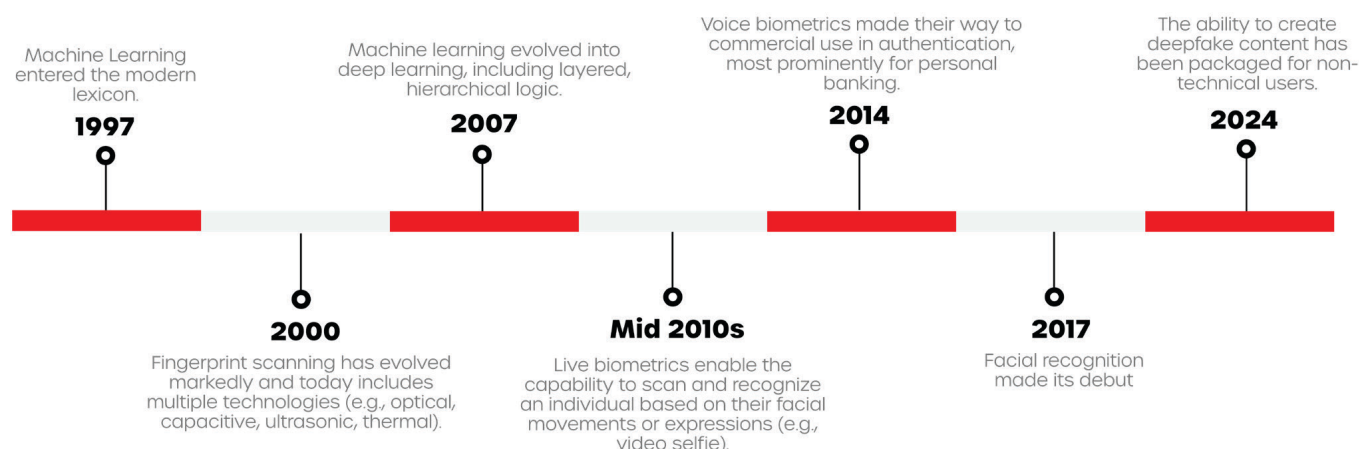 Machine Learning
entered the modern
lexicon.
1997
Fingerprint scanning has evolved
markedly and today includes
multiple technologies (e.g., optical,
capacitive, ultrasonic, thermal).
2000
Machine learning evolved into
deep learning, including layered,
hierarchical logic.
2007
Mid 2010s
Live biometrics enable the
capability to scan and recognize
an individual based on their facial
movements or expressions (e.g.,
video selfie).
Voice biometrics made their way to
commercial use in authentication,
most prominently for personal
banking.
2014
2017
Facial recognition
made its debut
The ability to create
deepfake content has
been packaged for non-
technical users.
2024